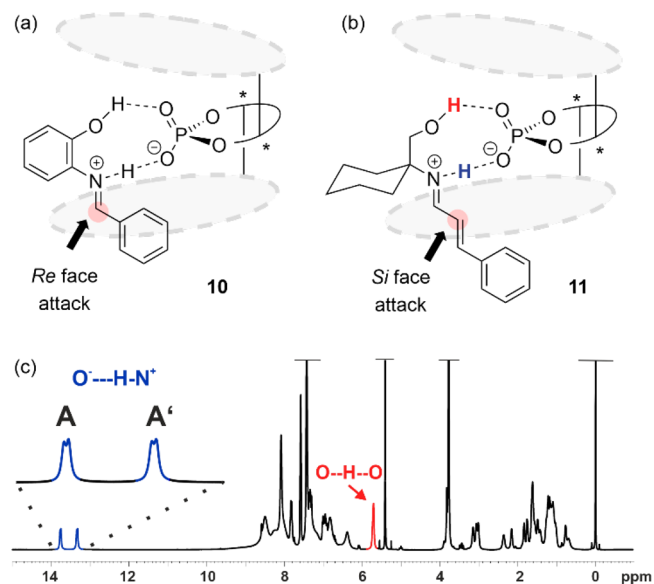 (a)
H
O
O
P
O
O
⊖
*
*
⊕
H
N
Re face
attack
10
(b)
H
O
O
P
O
O
⊖
*
*
⊕
H
N
Si face
attack
11
(c)
O⁻---H-N⁺
A A‘
O--H--O
14 12 10 8 6 4 2 0 ppm